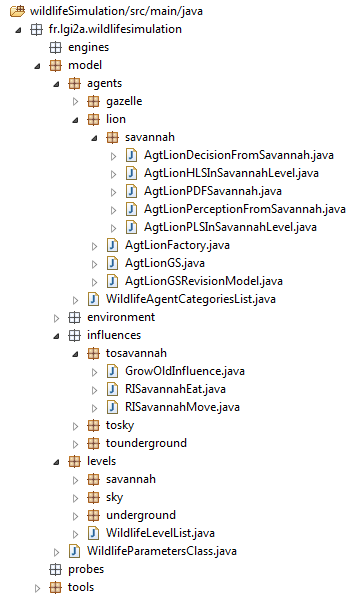 wildlifeSimulation/src/main/java
fr.lgi2a.wildlifesimulation
engines
model
agents
gazelle
lion
savannah
AgtLionDecisionFromSavannah.java
AgtLionHLSInSavannahLevel.java
AgtLionPDFSavannah.java
AgtLionPerceptionFromSavannah.java
AgtLionPLSInSavannahLevel.java
AgtLionFactory.java
AgtLionGS.java
AgtLionGSRevisionModel.java
WildlifeAgentCategoriesList.java
environment
influences
tosavannah
GrowOldInfluence.java
RISavannahEat.java
RISavannahMove.java
tosky
tounderground
levels
savannah
sky
underground
WildlifeLevelList.java
WildlifeParametersClass.java
probes
tools